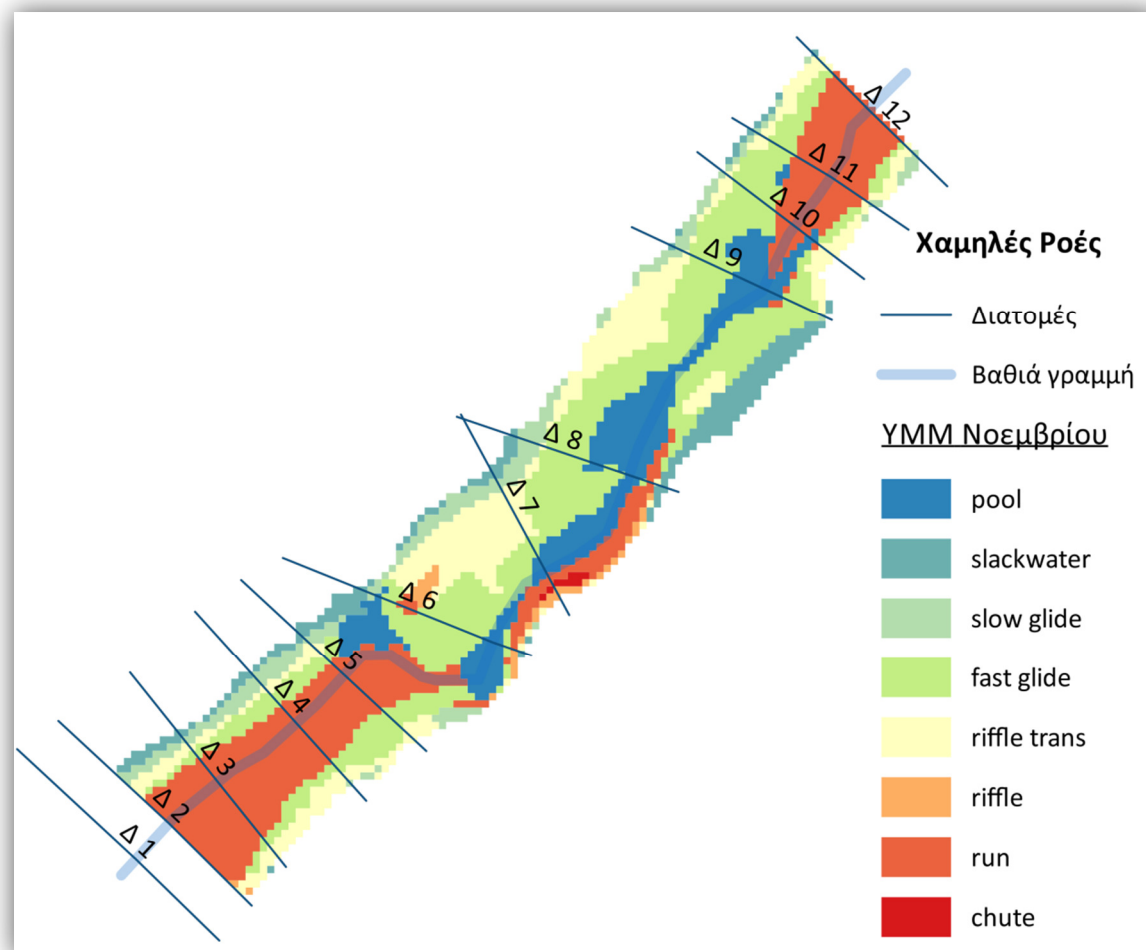 Δ 12
Δ 11
Δ 10
Δ 9
Δ 8
Δ 7
Δ 6
Δ 5
Δ 4
Δ 3
Δ 2
Δ 1
Χαμηλές Ροές
Διατομές
Βαθιά γραμμή
ΥΜΜ Νοεμβρίου
pool
slackwater
slow glide
fast glide
riffle trans
riffle
run
chute